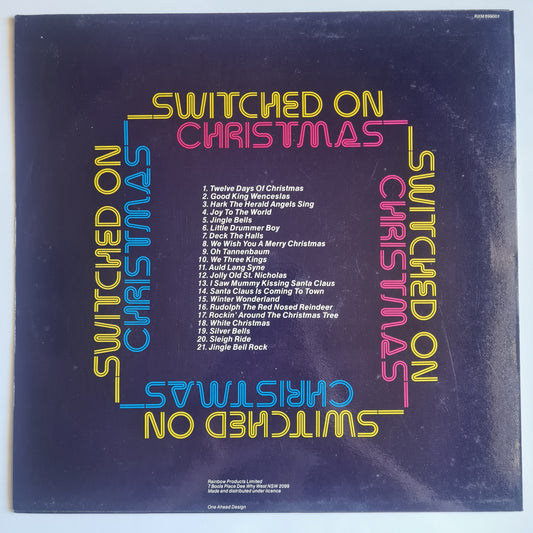 RXM 890001
SWITCHED ON
CHRISTMAS
SWITCHED ON
CHRISTMAS
SWITCHED ON
CHRISTMAS
1. Twelve Days Of Christmas
2. Good King Wenceslas
3. Hark The Herald Angels Sing
4. Joy To The World
5. Jingle Bells
6. Little Drummer Boy
7. Deck The Halls
8. We Wish You A Merry Christmas
9. Oh Tannenbaum
10. We Three Kings
11. Auld Lang Syne
12. Jolly Old St. Nicholas
13. I Saw Mummy Kissing Santa Claus
14. Santa Claus Is Coming To Town
15. Winter Wonderland
16. Rudolph The Red Nosed Reindeer
17. Rockin' Around The Christmas Tree
18. While Christmas
19. Silver Bells
20. Sleigh Ride
21. Jingle Bell Rock
CHRISTMAS
SWITCHED ON
Rainbow Products Limited
7 Bocle Place Dee Why West NSW 2099
Made and distributed under licence
One Ahead Design